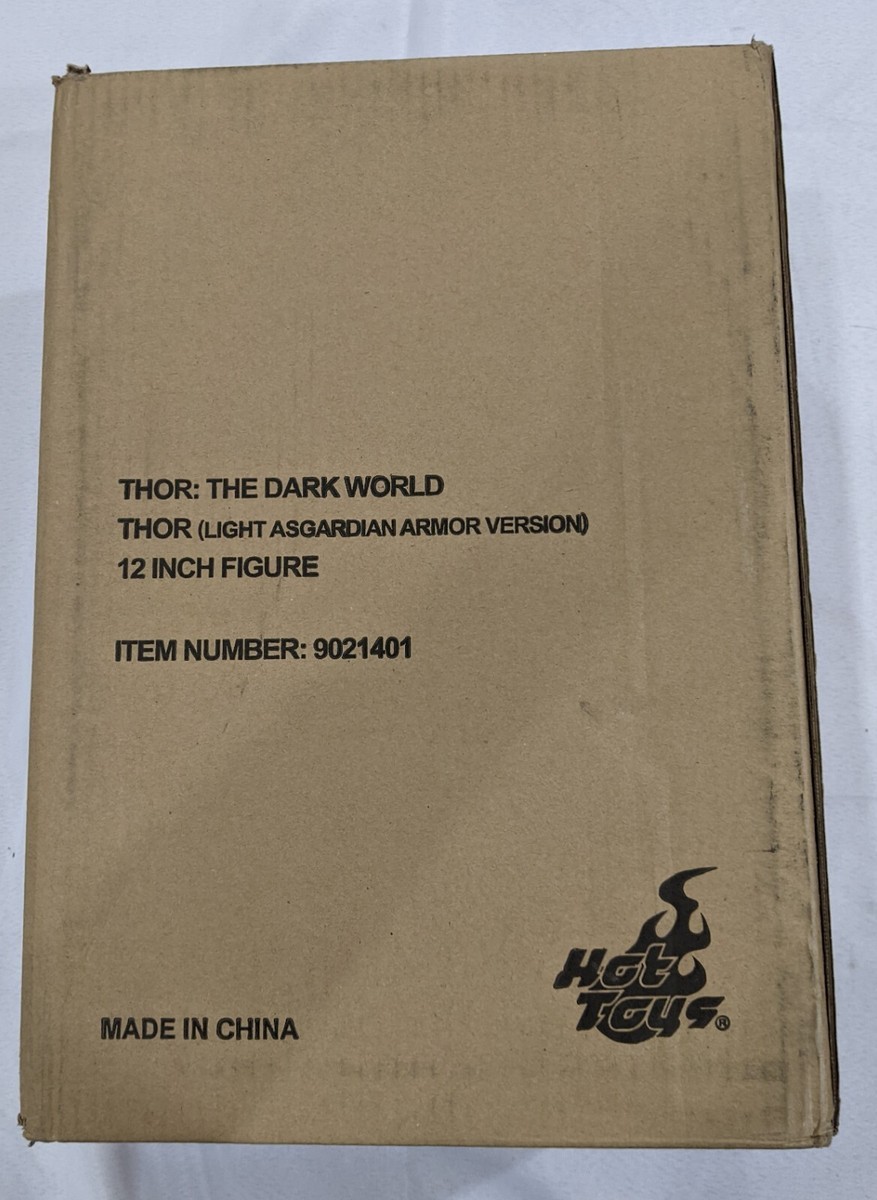 THOR: THE DARK WORLD
THOR (LIGHT ASGARDIAN ARMOR VERSION)
12 INCH FIGURE
ITEM NUMBER: 9021401
Hot
Toys®
MADE IN CHINA